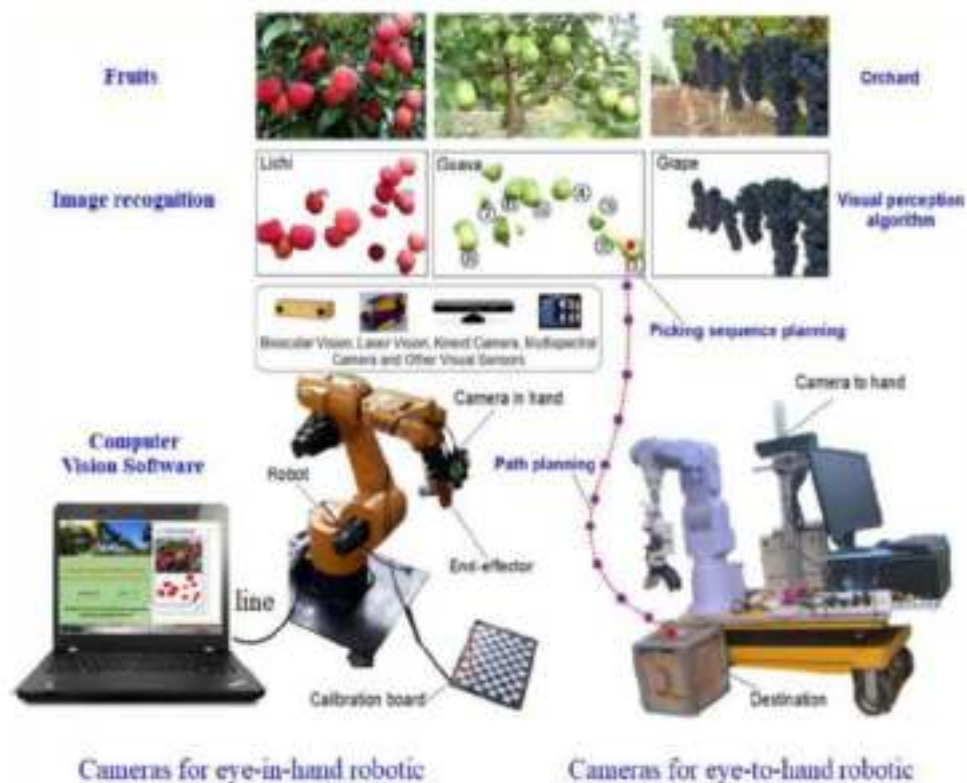 Fruits
Orchard
Lichi
Guava
Grape
Image recognition
Visual perception
algorithm
Binocular Vision, Laser Vision, Kinect Camera, Multispectral
Camera and Other Visual Sensors
Picking sequence planning
Camera in hand
Camera to hand
Computer
Vision Software
Path planning
Robot
End-effector
line
Calibration board
Destination
Cameras for eye-in-hand robotic
Cameras for eye-to-hand robotic